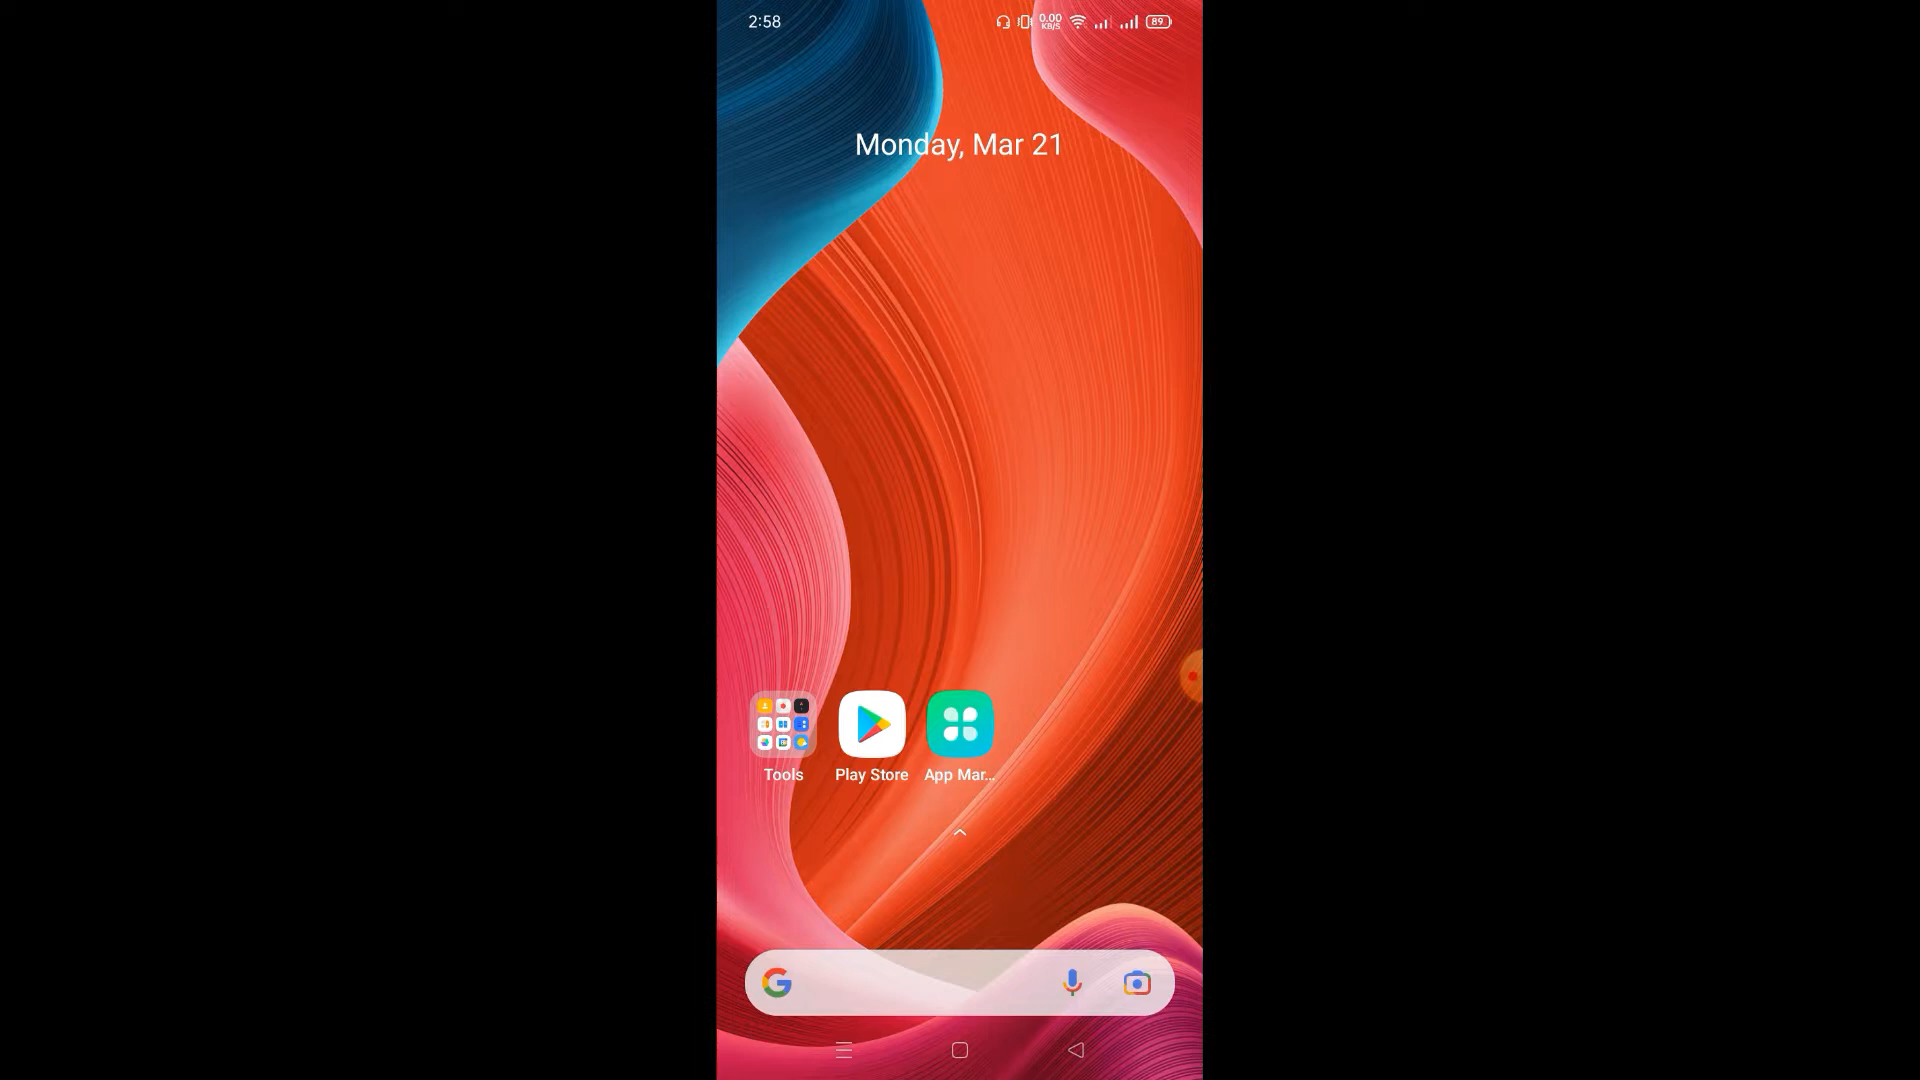 2:58
0.00
KB/S
89
Monday, Mar 21
Tools
Play Store
App Mar...